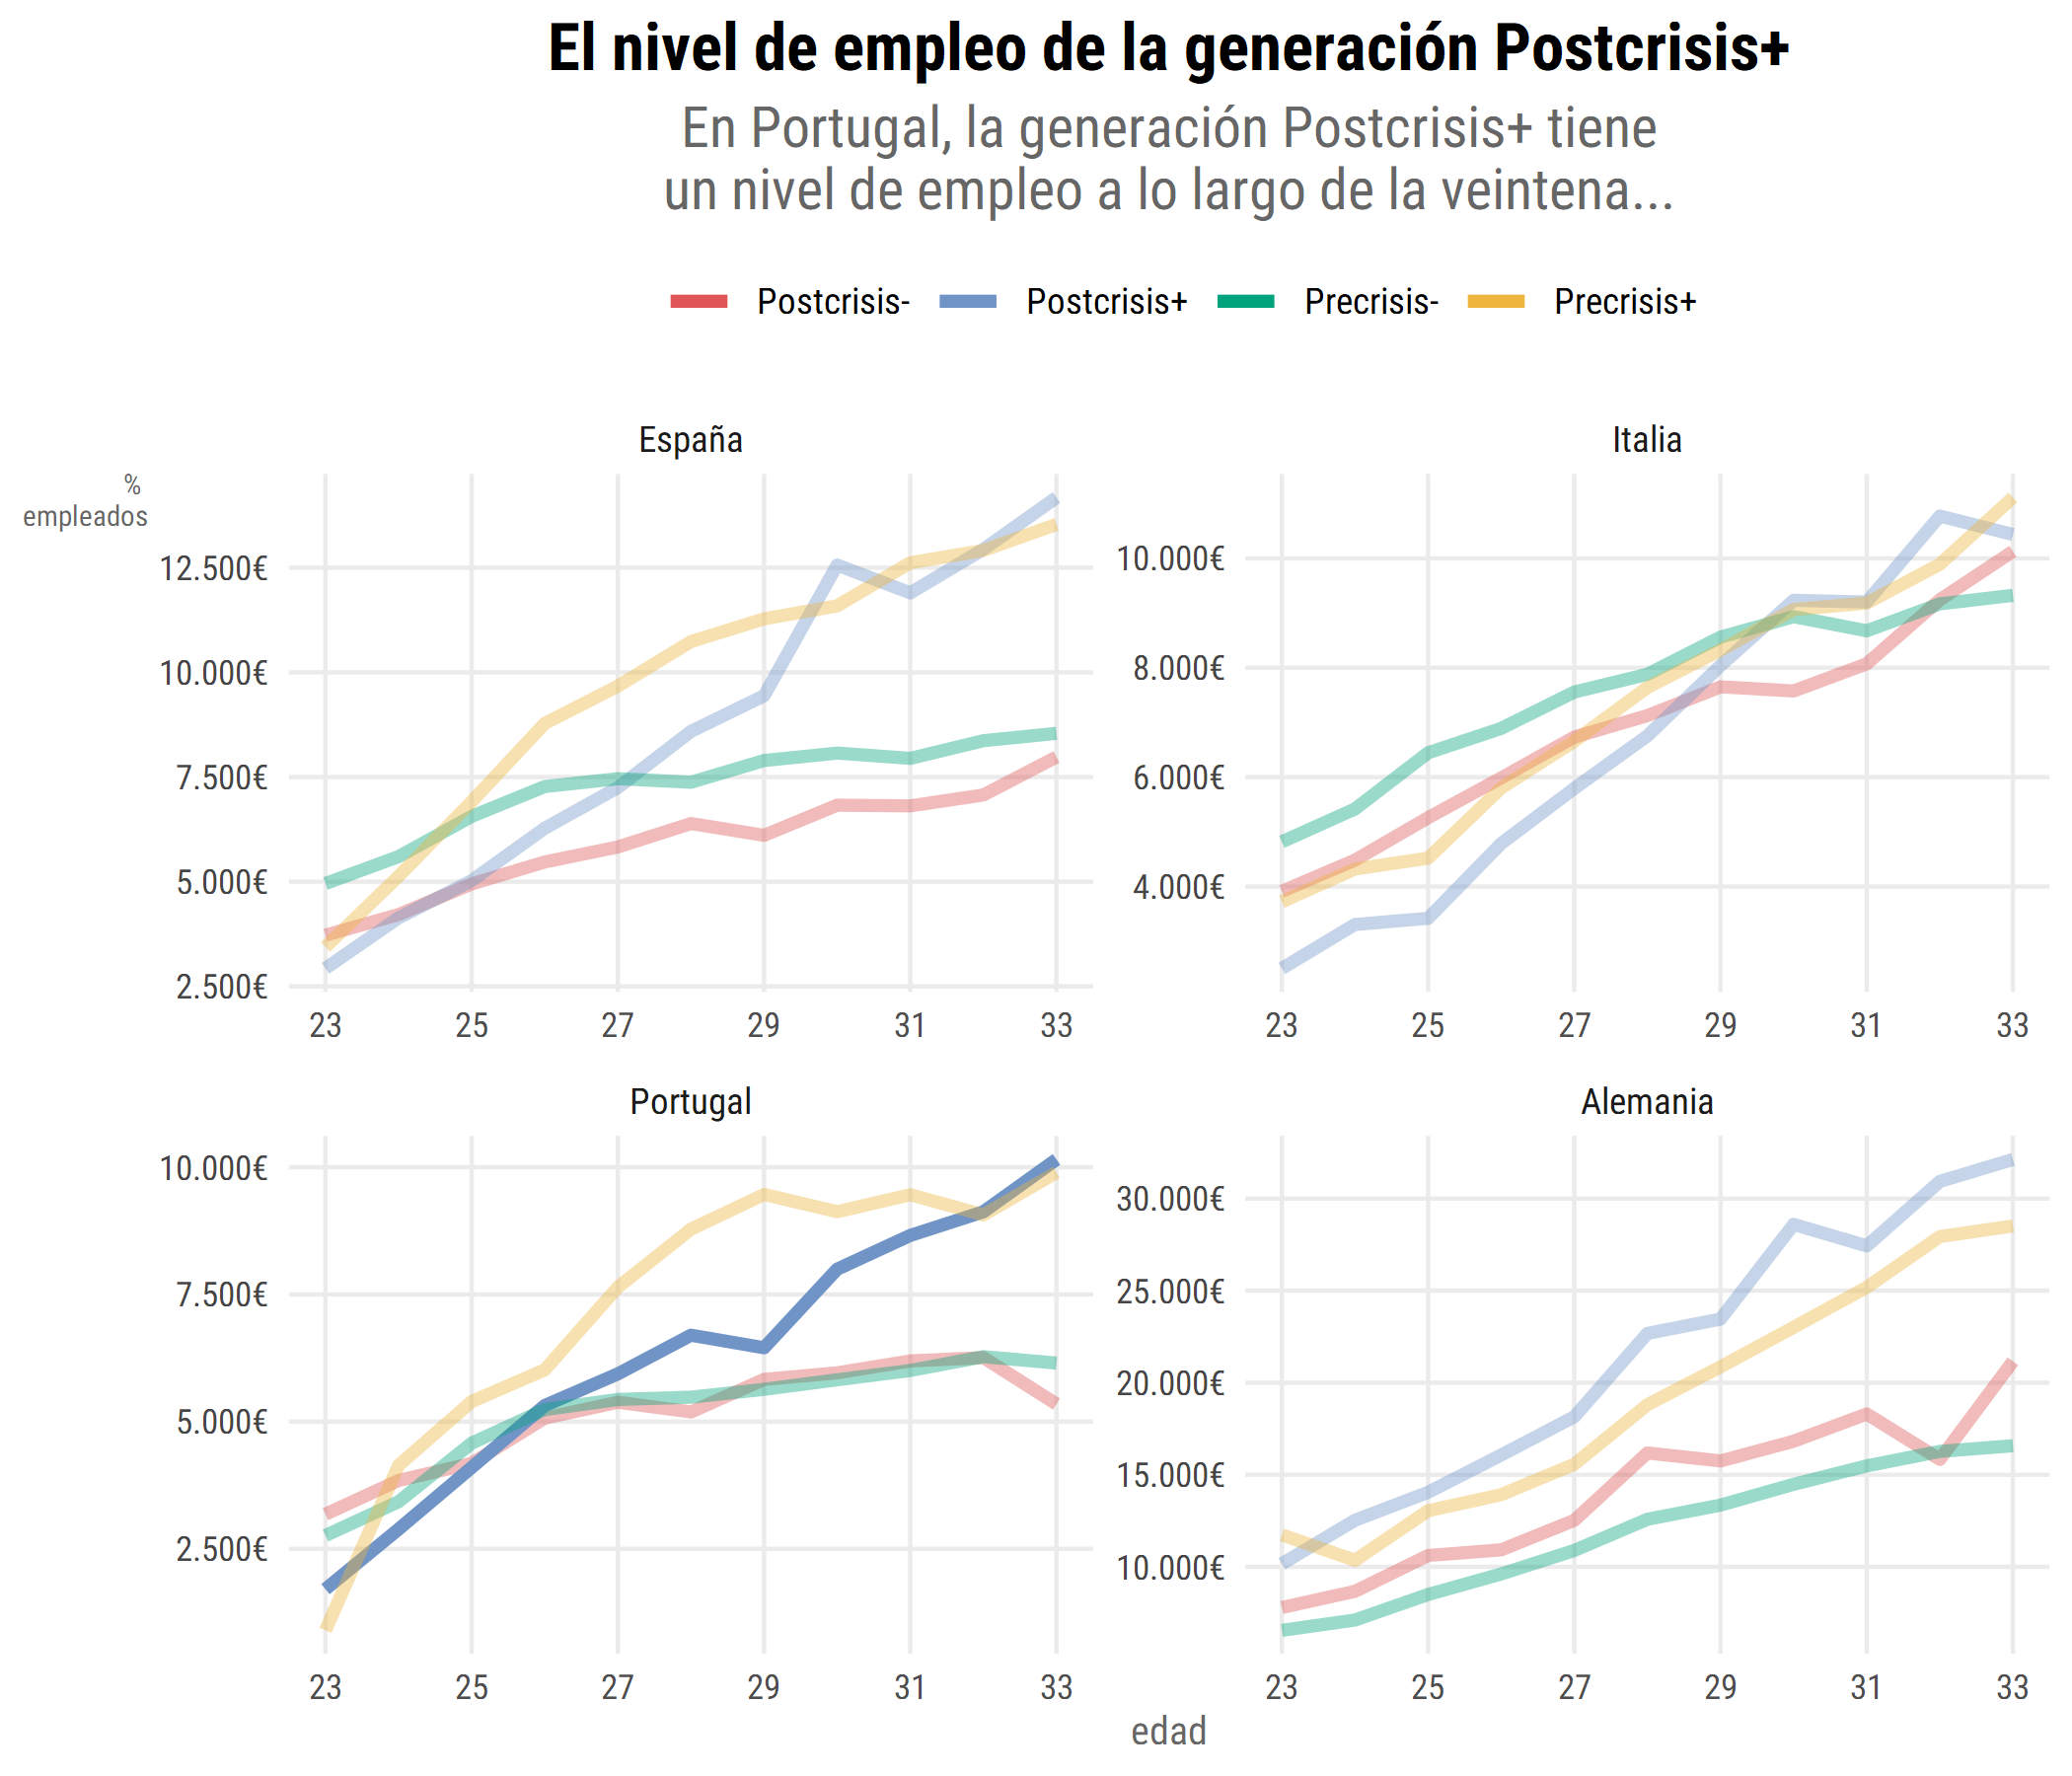 El nivel de empleo de la generación Postcrisis+
En Portugal, la generación Postcrisis+ tiene
un nivel de empleo a lo largo de la veintena...
Postcrisis- Postcrisis+ Precrisis- Precrisis+
España
%
empleados
12.500€
10.000€
7.500€
5.000€
2.500€
23 25 27 29 31 33
Italia
10.000€
8.000€
6.000€
4.000€
23 25 27 29 31 33
Portugal
10.000€
7.500€
5.000€
2.500€
23 25 27 29 31 33
Alemania
30.000€
25.000€
20.000€
15.000€
10.000€
23 25 27 29 31 33
edad